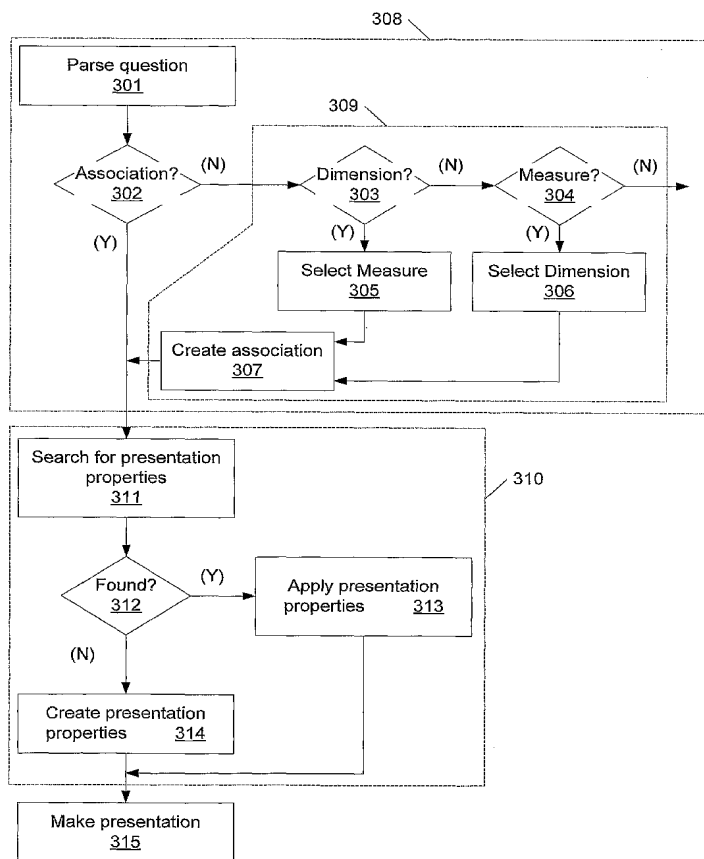 308
Parse question
301
309
Association?
302
(N)
Dimension?
303
(N)
Measure?
304
(N)
(Y)
(Y)
(Y)
Select Measure
305
Select Dimension
306
Create association
307
Search for presentation
properties
311
310
Found?
312
(Y)
Apply presentation
properties 313
(N)
Create presentation
properties 314
Make presentation
315